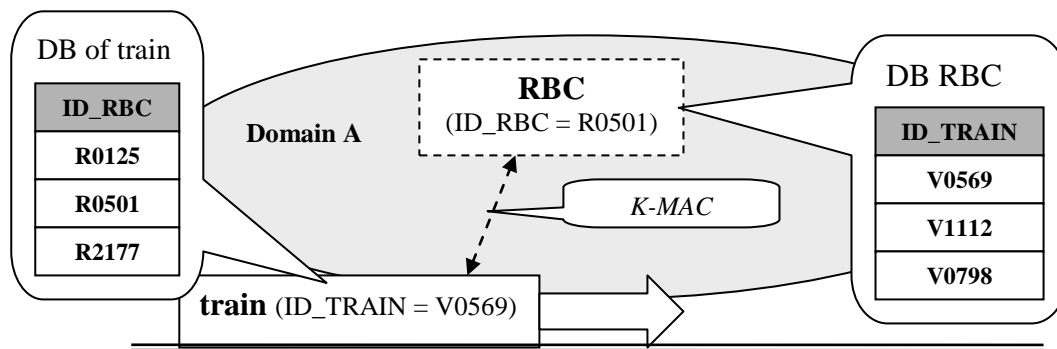 DB of train
ID_RBC
R0125
R0501
R2177
Domain A
RBC
(ID_RBC = R0501)
K-MAC
train (ID_TRAIN = V0569)
DB RBC
ID_TRAIN
V0569
V1112
V0798